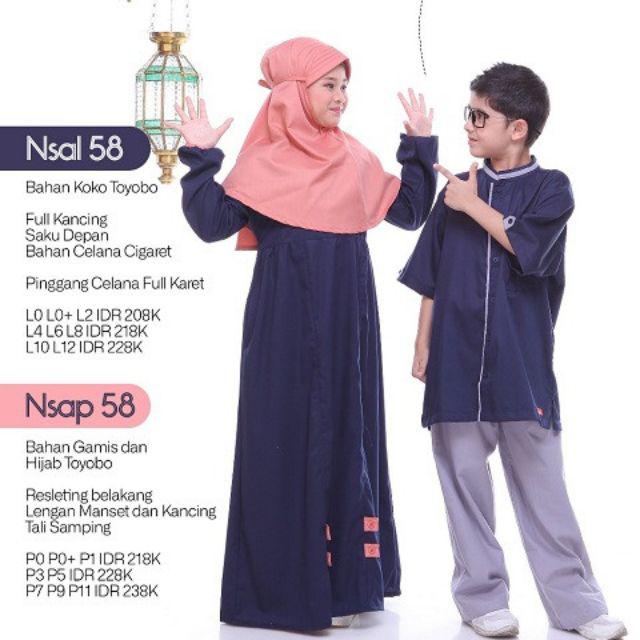 Nsal 58
Bahan Koko Toyobo
Full Kancing
Saku Depan
Bahan Celana Cigaret
Pinggang Celana Full Karet
L0 L0+ L2 IDR 208K
L4 L6 L8 IDR 218K
L10 L12 IDR 228K
Nsap 58
Bahan Gamis dan
Hijab Toyobo
Resleting belakang
Lengan Manset dan Kancing
Tali Samping
P0 P0+ P1 IDR 218K
P3 P5 IDR 228K
P7 P9 P11 IDR 238K